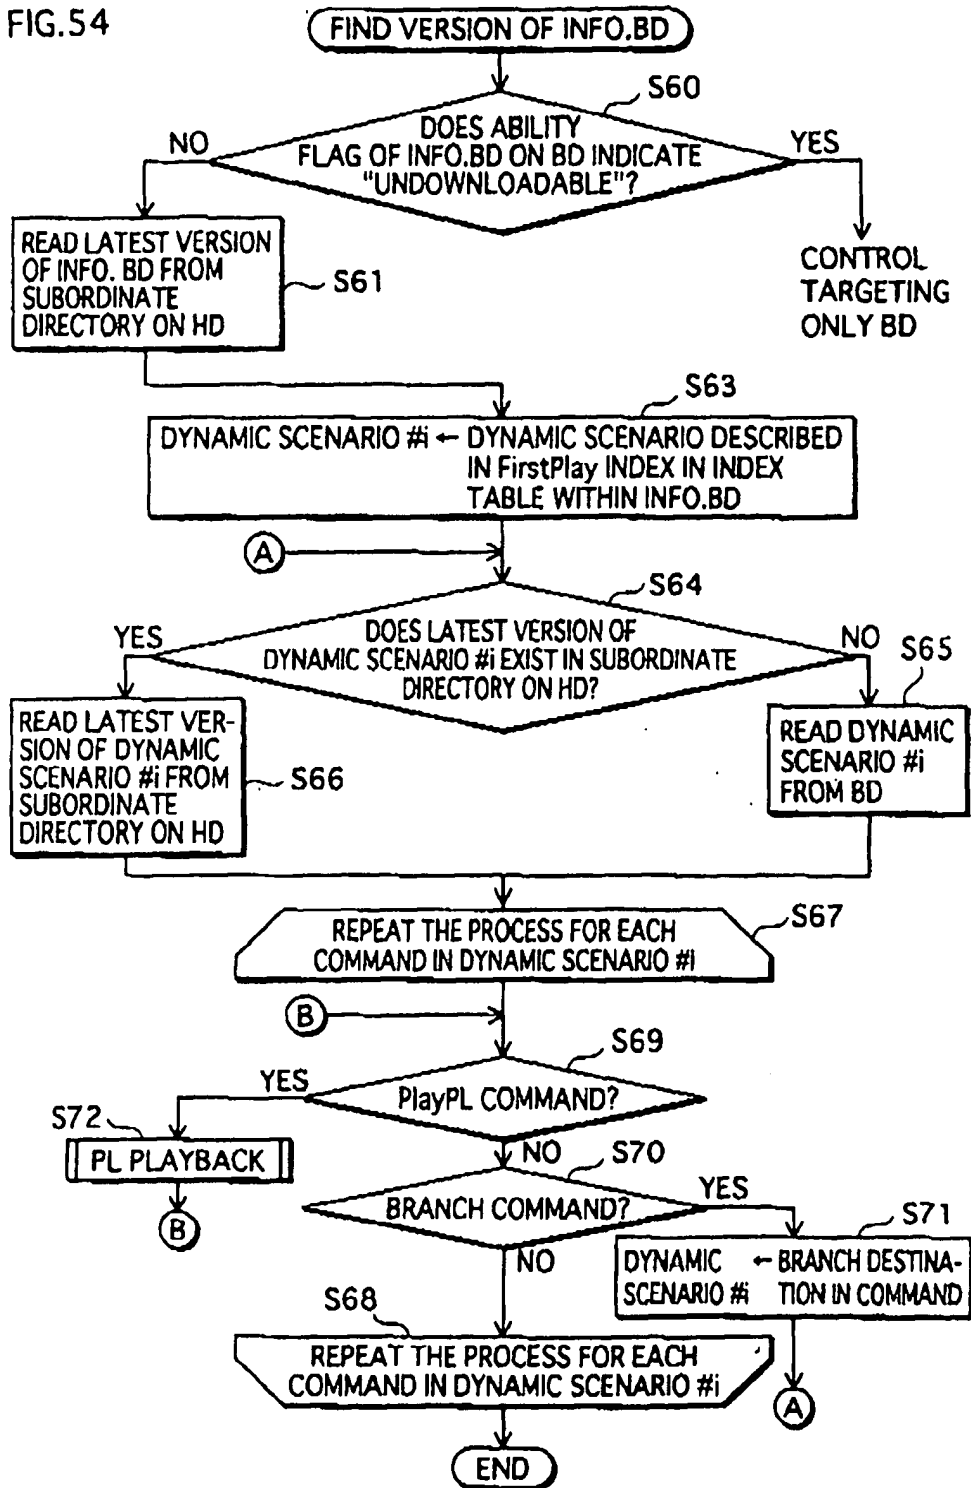 FIG.54
FIND VERSION OF INFO.BD
S60
DOES ABILITY
FLAG OF INFO.BD ON BD INDICATE
"UNDOWNLOADABLE"?
NO
YES
READ LATEST VERSION
OF INFO. BD FROM
SUBORDINATE
DIRECTORY ON HD
S61
CONTROL
TARGETING
ONLY BD
S63
DYNAMIC SCENARIO #i ← DYNAMIC SCENARIO DESCRIBED
IN FirstPlay INDEX IN INDEX
TABLE WITHIN INFO.BD
A
S64
DOES LATEST VERSION OF
DYNAMIC SCENARIO #i EXIST IN SUBORDINATE
DIRECTORY ON HD?
YES
NO
S65
READ LATEST VER-
SION OF DYNAMIC
SCENARIO #i FROM
SUBORDINATE
DIRECTORY ON HD
S66
READ DYNAMIC
SCENARIO #i
FROM BD
S67
REPEAT THE PROCESS FOR EACH
COMMAND IN DYNAMIC SCENARIO #i
B
S69
PlayPL COMMAND?
YES
S72
PL PLAYBACK
B
NO
S70
BRANCH COMMAND?
YES
S71
DYNAMIC ← BRANCH DESTINA-
SCENARIO #i TION IN COMMAND
NO
S68
REPEAT THE PROCESS FOR EACH
COMMAND IN DYNAMIC SCENARIO #i
A
END